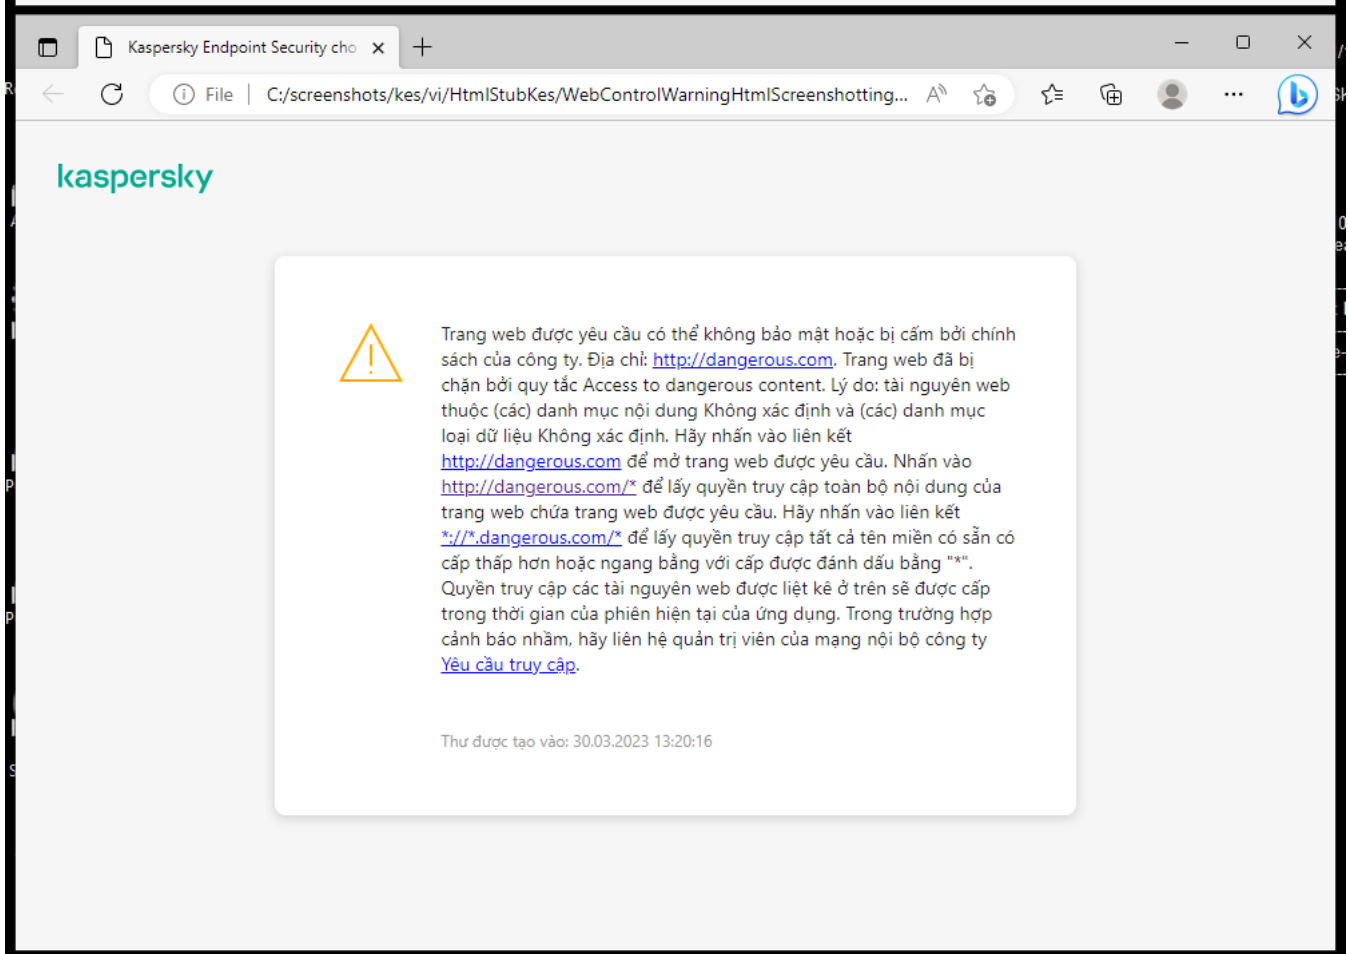 Kaspersky Endpoint Security cho
File
C:/screenshots/kes/vi/HtmlStubKes/WebControlWarningHtmlScreenshotting...
kaspersky
Trang web được yêu cầu có thể không bảo mật hoặc bị cấm bởi chính
sách của công ty. Địa chỉ: http://dangerous.com. Trang web đã bị
chặn bởi quy tắc Access to dangerous content. Lý do: tài nguyên web
thuộc (các) danh mục nội dung Không xác định và (các) danh mục
loại dữ liệu Không xác định. Hãy nhấn vào liên kết
http://dangerous.com để mở trang web được yêu cầu. Nhấn vào
http://dangerous.com/* để lấy quyền truy cập toàn bộ nội dung của
trang web chứa trang web được yêu cầu. Hãy nhấn vào liên kết
*://*.dangerous.com/* để lấy quyền truy cập tất cả tên miền có sẵn có
cấp thấp hơn hoặc ngang bằng với cấp được đánh dấu bằng "*".
Quyền truy cập các tài nguyên web được liệt kê ở trên sẽ được cấp
trong thời gian của phiên hiện tại của ứng dụng. Trong trường hợp
cảnh báo nhầm, hãy liên hệ quản trị viên của mạng nội bộ công ty
Yêu cầu truy cập.
Thư được tạo vào: 30.03.2023 13:20:16